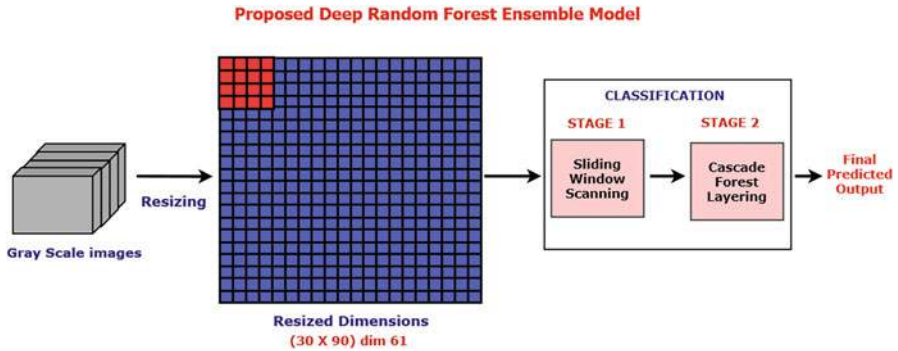 Proposed Deep Random Forest Ensemble Model
Gray Scale images
Resizing
Resized Dimensions
(30 X 90) dim 61
CLASSIFICATION
STAGE 1
Sliding
Window
Scanning
STAGE 2
Cascade
Forest
Layering
Final
Predicted
Output